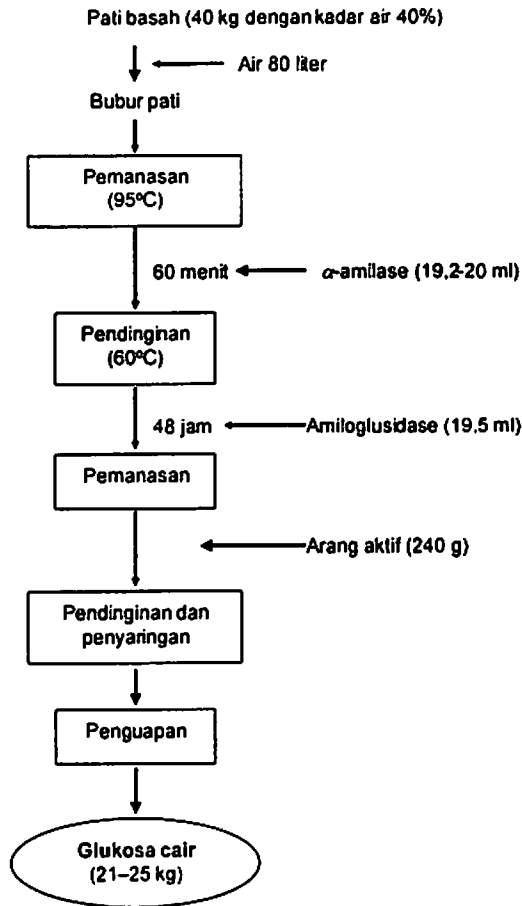 Pati basah (40 kg dengan kadar air 40%)
Air 80 liter
Bubur pati
Pemanasan
(95ºC)
60 menit
α-amilase (19,2-20 ml)
Pendinginan
(60ºC)
48 jam
Amiloglusidase (19,5 ml)
Pemanasan
Arang aktif (240 g)
Pendinginan dan
penyaringan
Penguapan
Glukosa cair
(21–25 kg)